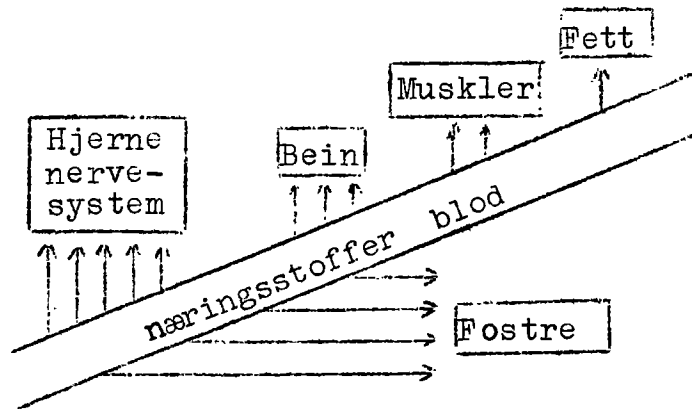 Fett
Muskler
Hjerne
nerve-
system
Bein
næringsstoffer blod
Fostre